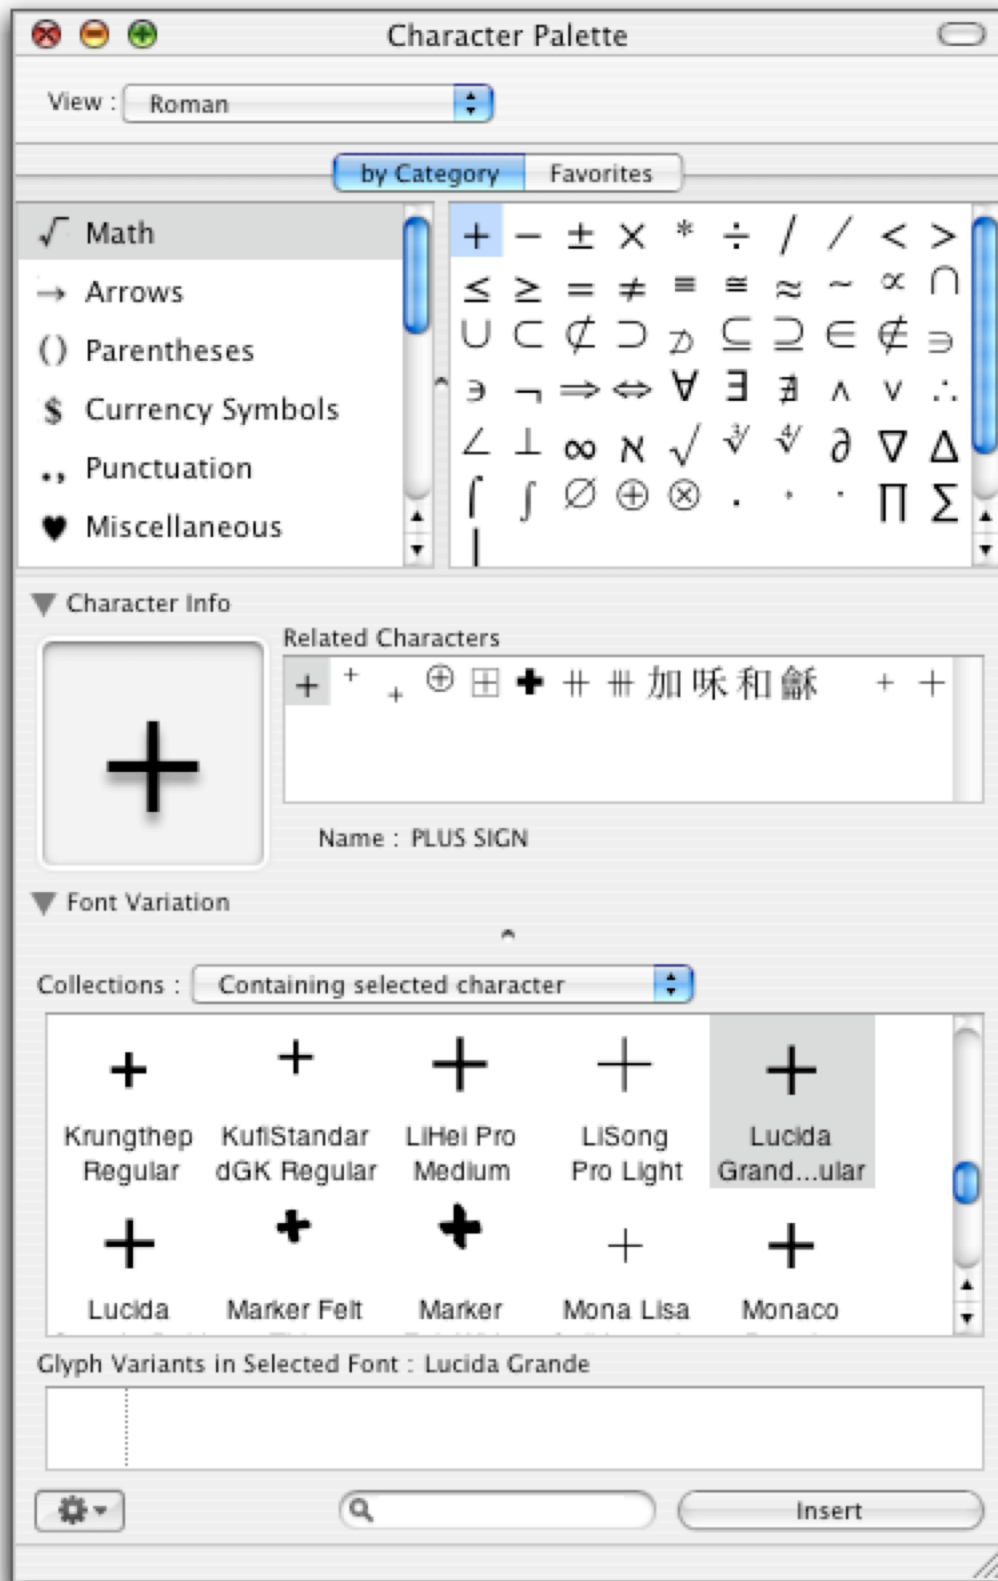 Character Palette
View : Roman
by Category Favorites
√ Math
→ Arrows
() Parentheses
$ Currency Symbols
., Punctuation
♥ Miscellaneous
+ − ± × * ÷ / ∕ < >
≤ ≥ = ≠ ≡ ≅ ≈ ~ ∝ ∩
∪ ⊂ ⊄ ⊃ ⊅ ⊆ ⊇ ∈ ∉ ∋
∍ ¬ ⇒ ⇔ ∀ ∃ ∄ ∧ ∨ ∴
∠ ⊥ ∞ ℵ √ ∛ ∜ ∂ ∇ ∆
⌠ ∫ ∅ ⊕ ⊗ . · ∏ ∑
Character Info
Related Characters
+ ⁺ ₊ ⊕ ⊞ ✚ ⧺ ⧻ 加 咊 和 龢 + +
+
Name : PLUS SIGN
Font Variation
Collections : Containing selected character
+ + + + +
Krungthep KufiStandar LiHei Pro LiSong Lucida
Regular dGK Regular Medium Pro Light Grand...ular
+ + + + +
Lucida Marker Felt Marker Mona Lisa Monaco
Glyph Variants in Selected Font : Lucida Grande
Insert